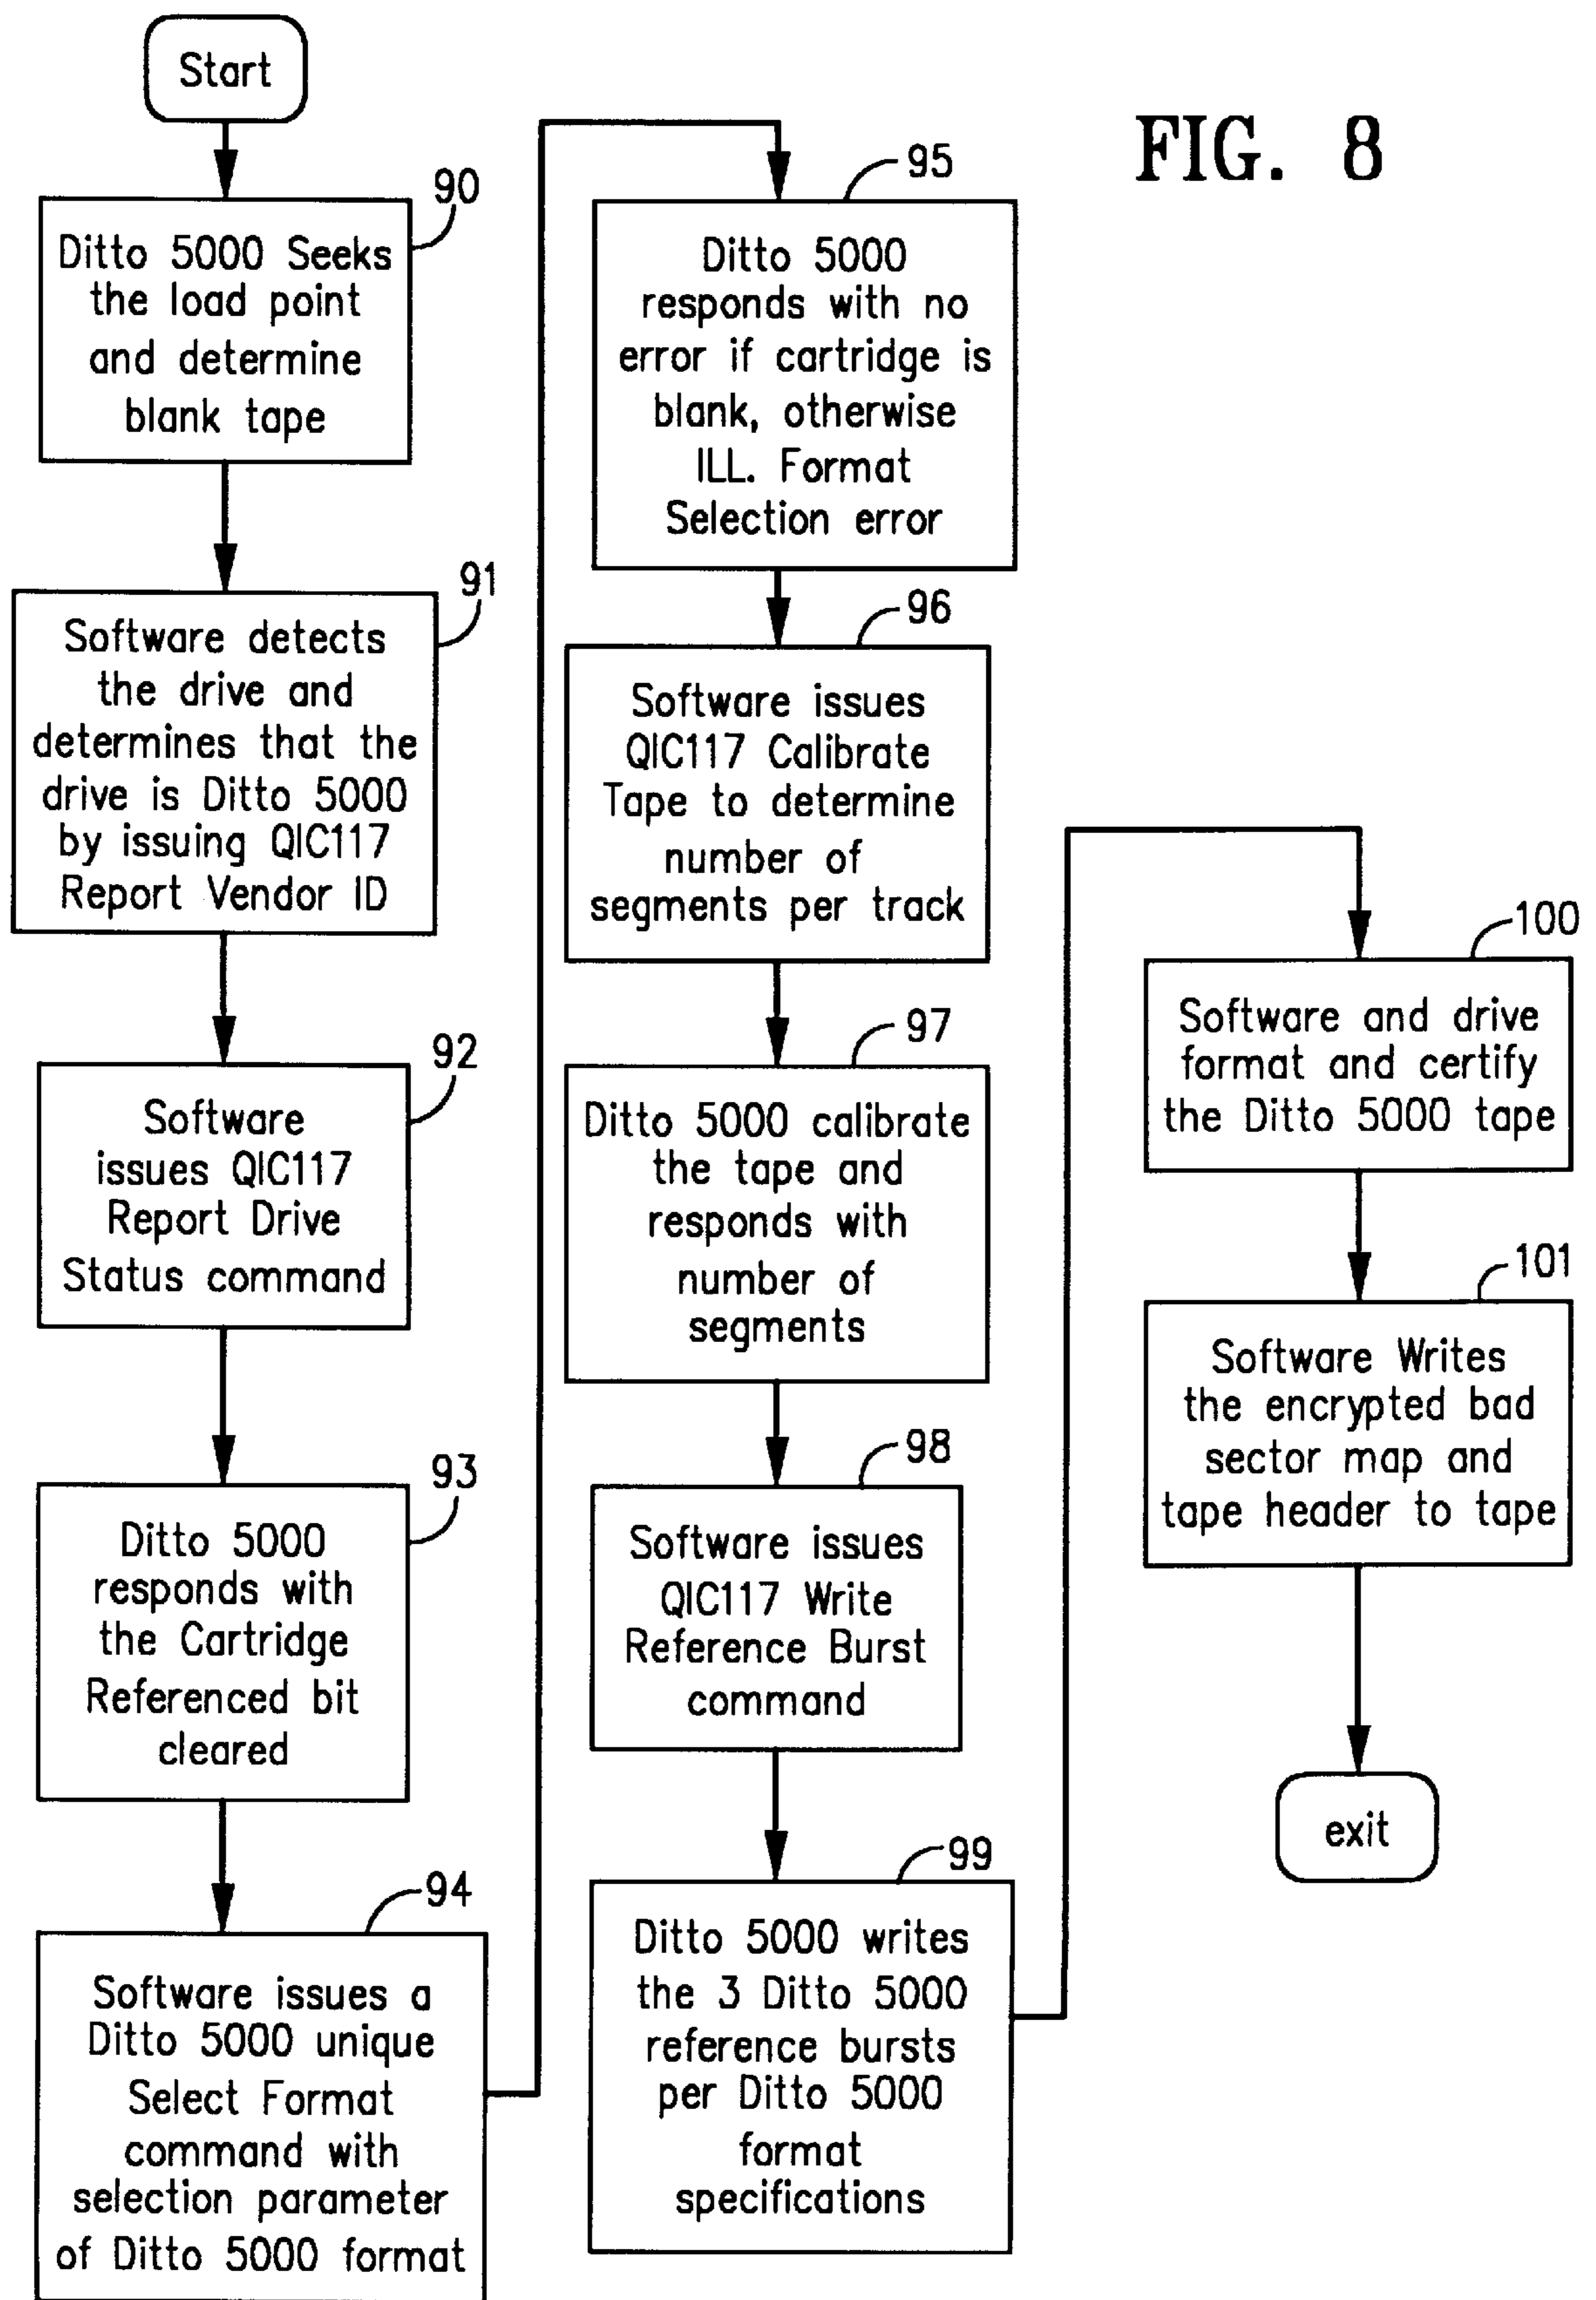 FIG. 8
Start
90
Ditto 5000 Seeks
the load point
and determine
blank tape
91
Software detects
the drive and
determines that the
drive is Ditto 5000
by issuing QIC117
Report Vendor ID
92
Software
issues QIC117
Report Drive
Status command
93
Ditto 5000
responds with
the Cartridge
Referenced bit
cleared
94
Software issues a
Ditto 5000 unique
Select Format
command with
selection parameter
of Ditto 5000 format
95
Ditto 5000
responds with no
error if cartridge is
blank, otherwise
ILL. Format
Selection error
96
Software issues
QIC117 Calibrate
Tape to determine
number of
segments per track
97
Ditto 5000 calibrate
the tape and
responds with
number of
segments
98
Software issues
QIC117 Write
Reference Burst
command
99
Ditto 5000 writes
the 3 Ditto 5000
reference bursts
per Ditto 5000
format
specifications
100
Software and drive
format and certify
the Ditto 5000 tape
101
Software Writes
the encrypted bad
sector map and
tape header to tape
exit